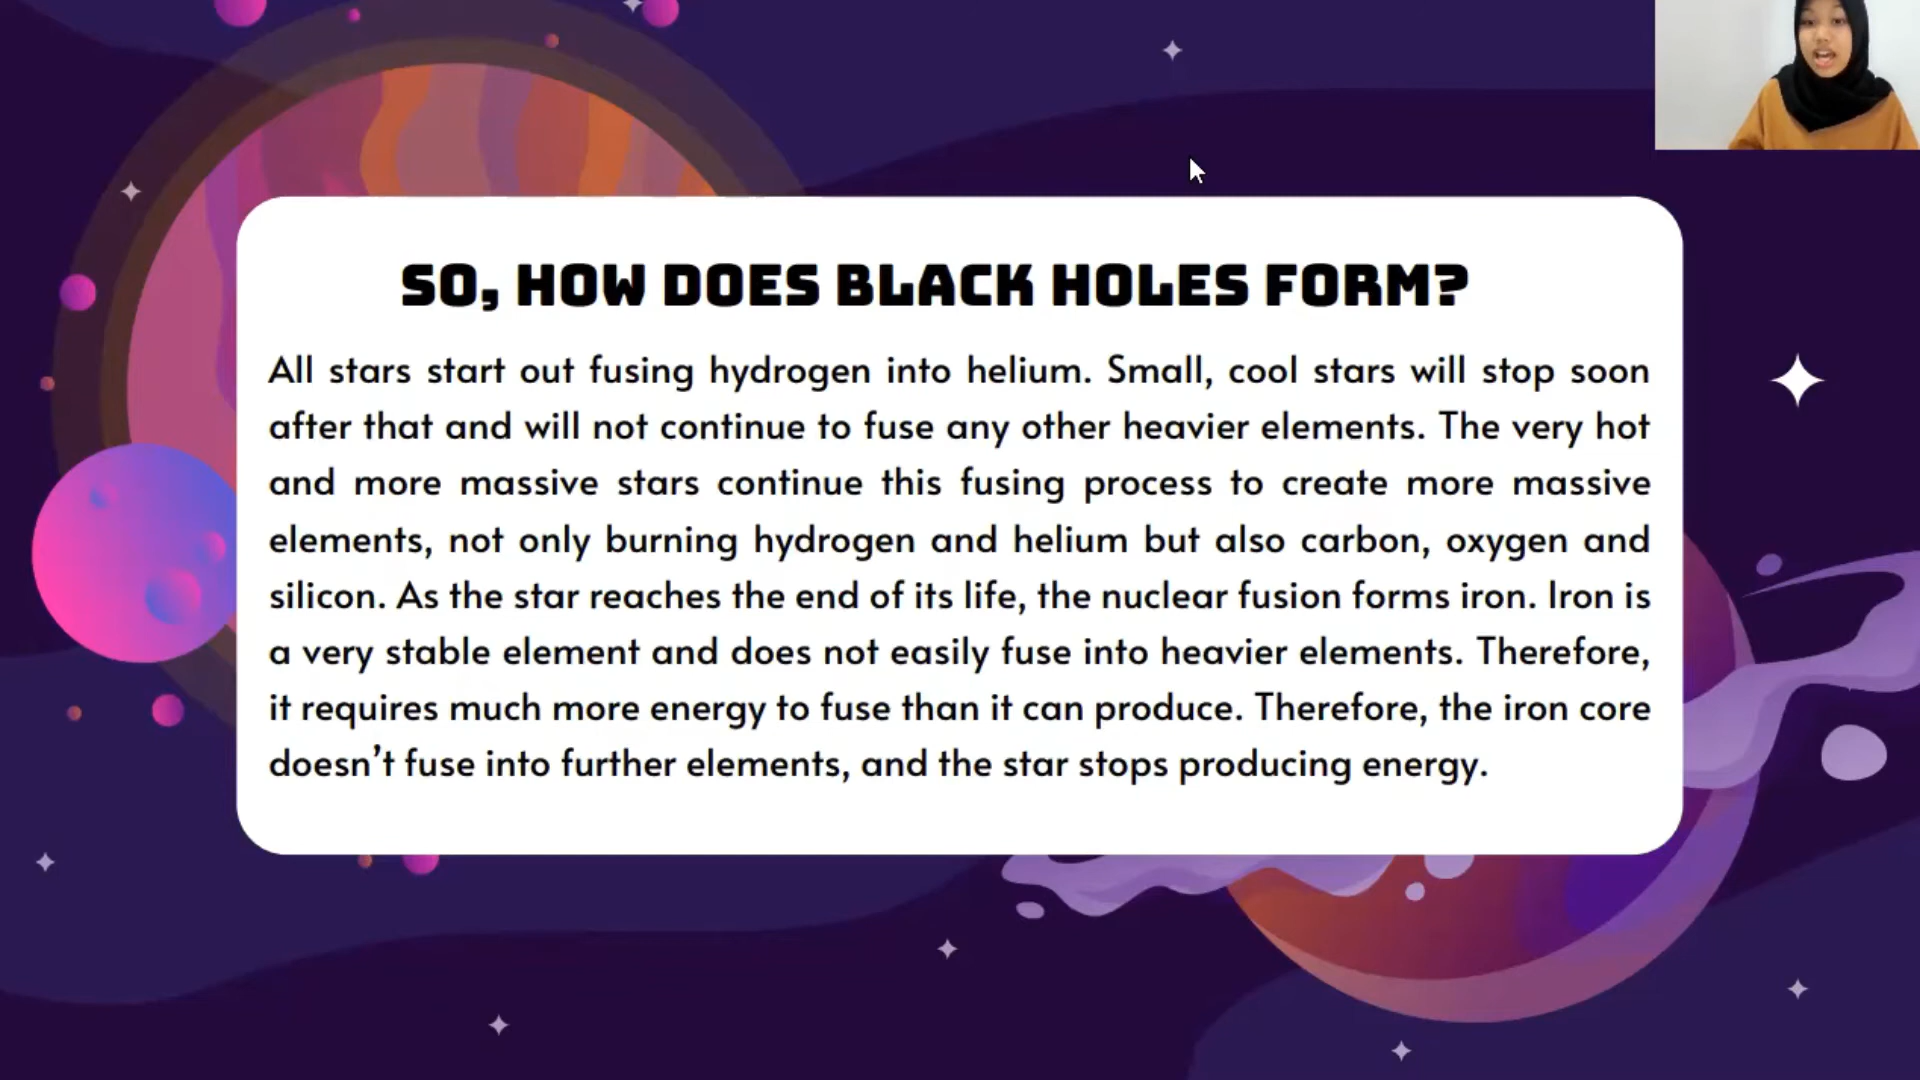 SO, HOW DOES BLACK HOLES FORM?
All stars start out fusing hydrogen into helium. Small, cool stars will stop soon
after that and will not continue to fuse any other heavier elements. The very hot
and more massive stars continue this fusing process to create more massive
elements, not only burning hydrogen and helium but also carbon, oxygen and
silicon. As the star reaches the end of its life, the nuclear fusion forms iron. Iron is
a very stable element and does not easily fuse into heavier elements. Therefore,
it requires much more energy to fuse than it can produce. Therefore, the iron core
doesn’t fuse into further elements, and the star stops producing energy.